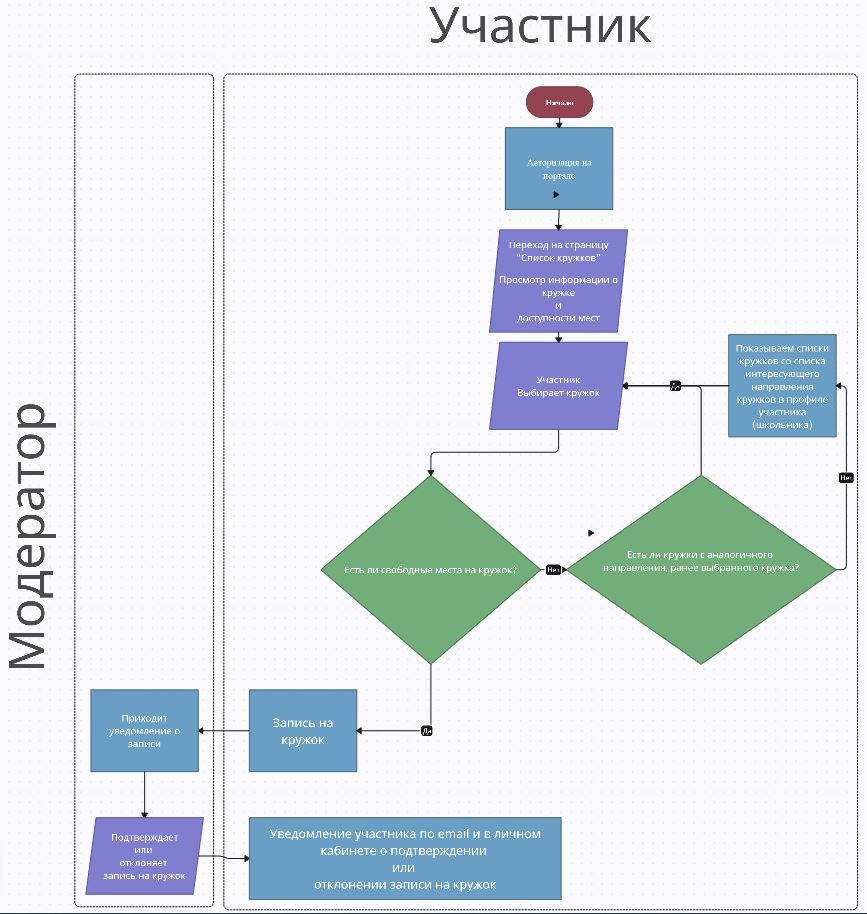 Участник
Модератор
Начало
Авторизация на
портале
Переход на страницу
"Список кружков"
Просмотр информации о
кружке
и
доступности мест
Участник
Выбирает кружок
Да
Показываем списки
кружков со списка
интересующего
направления
кружков в профиле
участника
(школьника)
Нет
Есть ли свободные места на кружок?
Нет
Есть ли кружки с аналогичного
направления, ранее выбранного кружка?
Да
Запись на
кружок
Приходит
уведомление о
записи
Подтверждает
или
отклоняет
запись на кружок
Уведомление участника по email и в личном
кабинете о подтверждении
или
отклонении записи на кружок